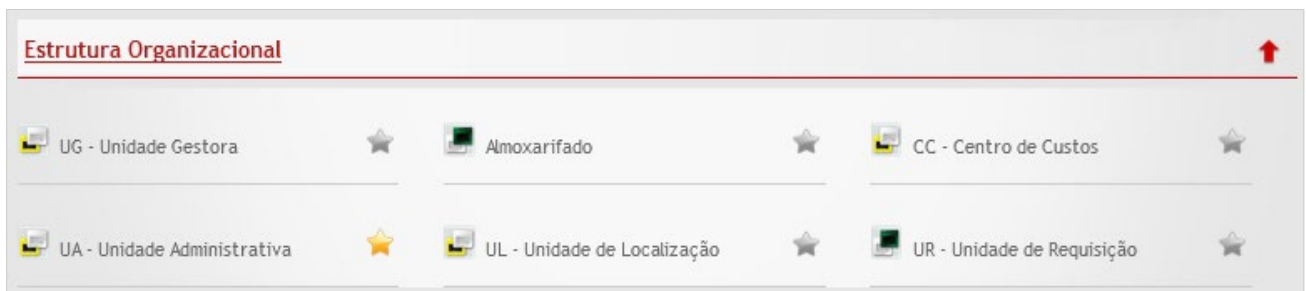 Estrutura Organizacional
UG - Unidade Gestora
Almoxarifado
CC - Centro de Custos
UA - Unidade Administrativa
UL - Unidade de Localização
UR - Unidade de Requisição